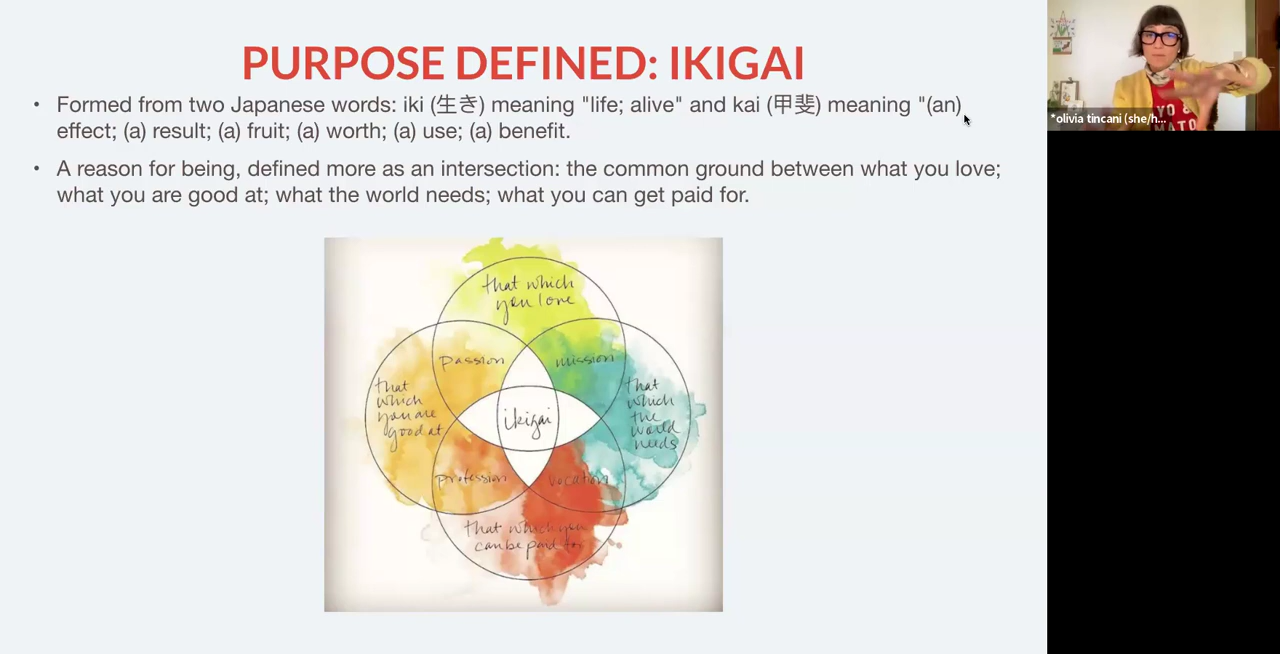 PURPOSE DEFINED: IKIGAI
• Formed from two Japanese words: iki (生き) meaning "life; alive" and kai (甲斐) meaning "(an)
effect; (a) result; (a) fruit; (a) worth; (a) use; (a) benefit.
• A reason for being, defined more as an intersection: the common ground between what you love;
what you are good at; what the world needs; what you can get paid for.
that which
you love
passion
mission
that
which
you are
good at
that
which
the
world
needs
ikigai
profession
vocation
that which you
can be paid for
*olivia tincani (she/h...